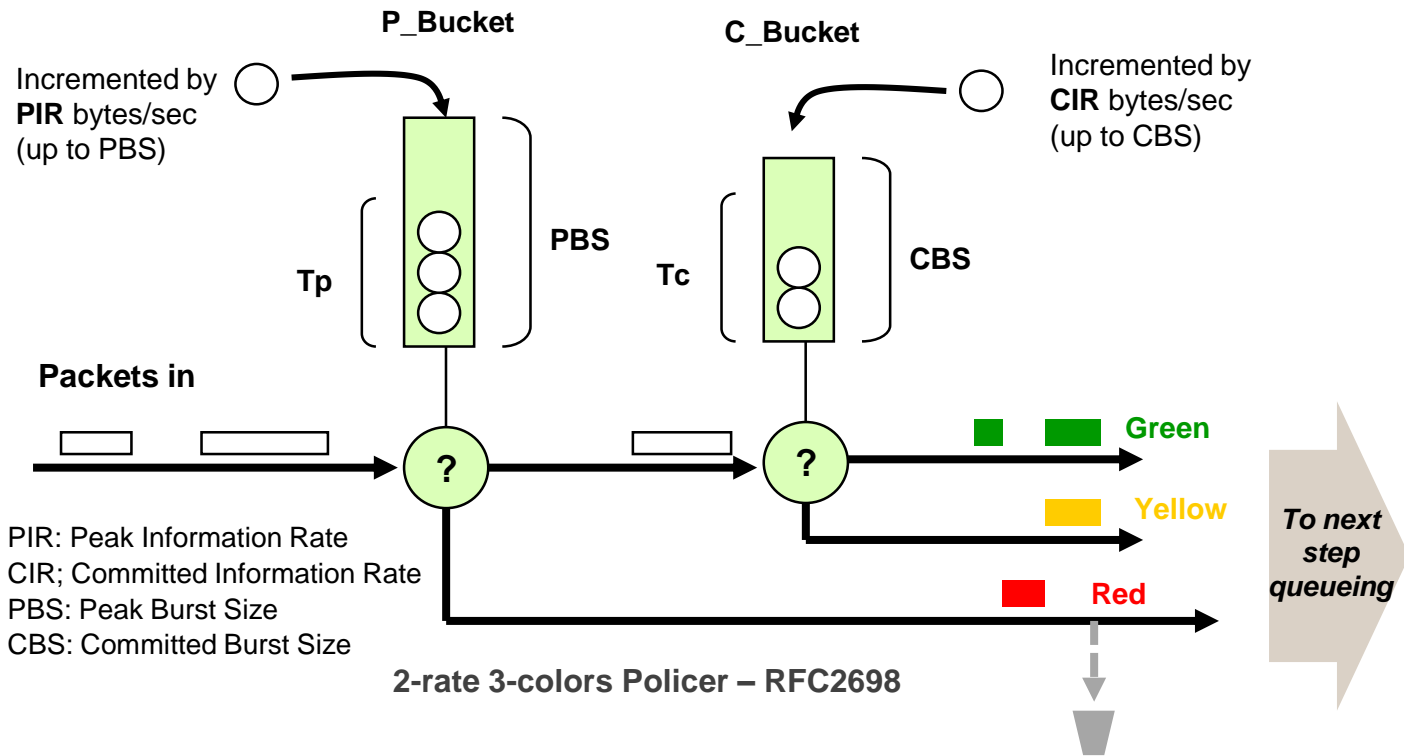 P_Bucket
C_Bucket
Incremented by
PIR bytes/sec
(up to PBS)
Incremented by
CIR bytes/sec
(up to CBS)
PBS
CBS
Tp
Tc
Packets in
?
?
Green
Yellow
Red
To next
step
queueing
PIR: Peak Information Rate
CIR; Committed Information Rate
PBS: Peak Burst Size
CBS: Committed Burst Size
2-rate 3-colors Policer – RFC2698